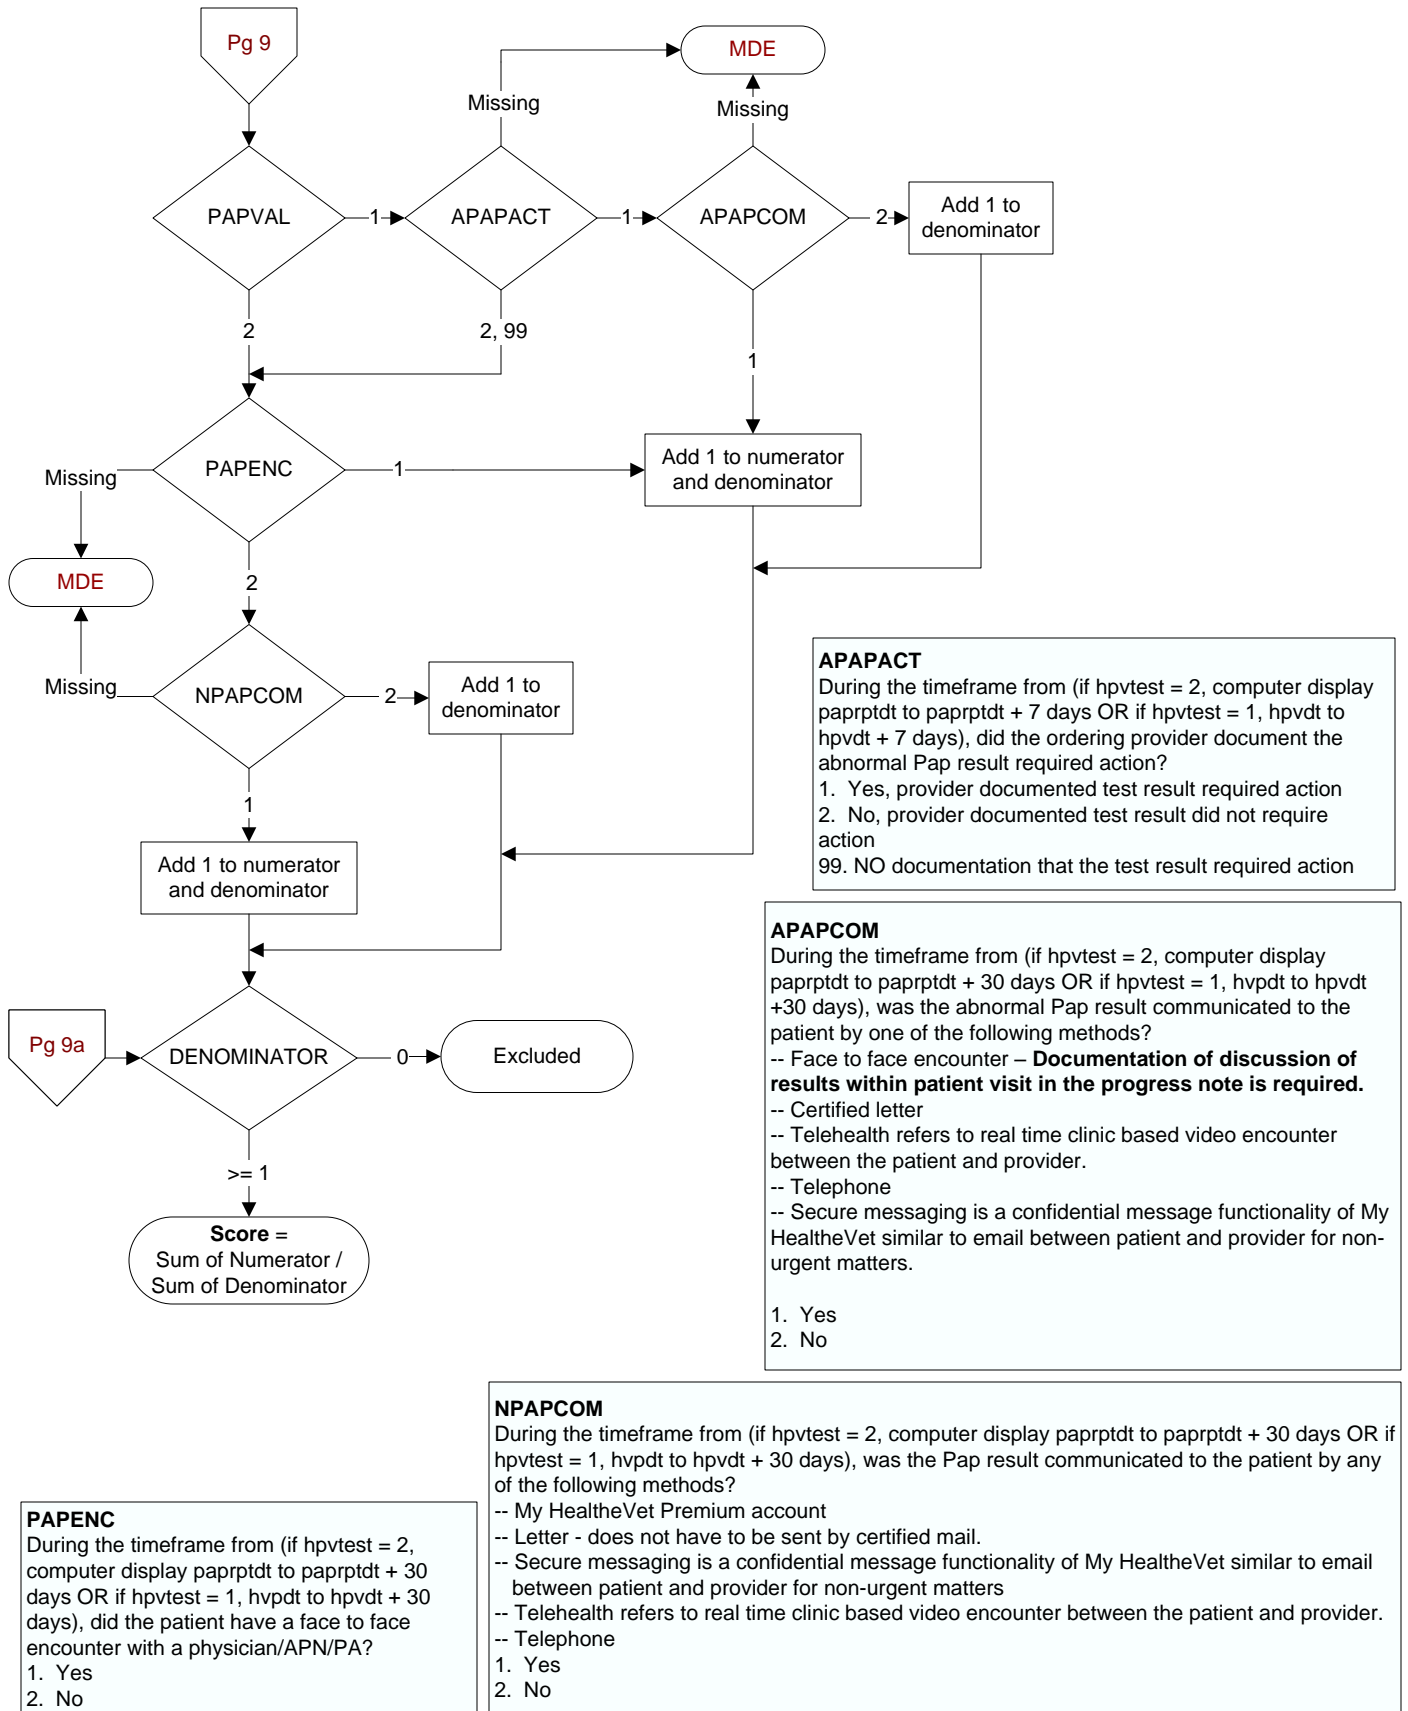 Pg 9
MDE
Missing
Missing
PAPVAL
1
APAPACT
1
APAPCOM
2
Add 1 to
denominator
2
2, 99
1
PAPENC
1
Add 1 to numerator
and denominator
Missing
MDE
2
Missing
NPAPCOM
2
Add 1 to
denominator
1
Add 1 to numerator
and denominator
Pg 9a
DENOMINATOR
0
Excluded
>= 1
Score =
Sum of Numerator /
Sum of Denominator
APAPACT
During the timeframe from (if hpvtest = 2, computer display
paprptdt to paprptdt + 7 days OR if hpvtest = 1, hpvdt to
hpvdt + 7 days), did the ordering provider document the
abnormal Pap result required action?
1. Yes, provider documented test result required action
2. No, provider documented test result did not require
action
99. NO documentation that the test result required action
APAPCOM
During the timeframe from (if hpvtest = 2, computer display
paprptdt to paprptdt + 30 days OR if hpvtest = 1, hvpdt to hpvdt
+30 days), was the abnormal Pap result communicated to the
patient by one of the following methods?
-- Face to face encounter – Documentation of discussion of
results within patient visit in the progress note is required.
-- Certified letter
-- Telehealth refers to real time clinic based video encounter
between the patient and provider.
-- Telephone
-- Secure messaging is a confidential message functionality of My
HealtheVet similar to email between patient and provider for non-
urgent matters.
1. Yes
2. No
NPAPCOM
During the timeframe from (if hpvtest = 2, computer display paprptdt to paprptdt + 30 days OR if
hpvtest = 1, hvpdt to hpvdt + 30 days), was the Pap result communicated to the patient by any
of the following methods?
-- My HealtheVet Premium account
-- Letter - does not have to be sent by certified mail.
-- Secure messaging is a confidential message functionality of My HealtheVet similar to email
between patient and provider for non-urgent matters
-- Telehealth refers to real time clinic based video encounter between the patient and provider.
-- Telephone
1. Yes
2. No
PAPENC
During the timeframe from (if hpvtest = 2,
computer display paprptdt to paprptdt + 30
days OR if hpvtest = 1, hvpdt to hpvdt + 30
days), did the patient have a face to face
encounter with a physician/APN/PA?
1. Yes
2. No